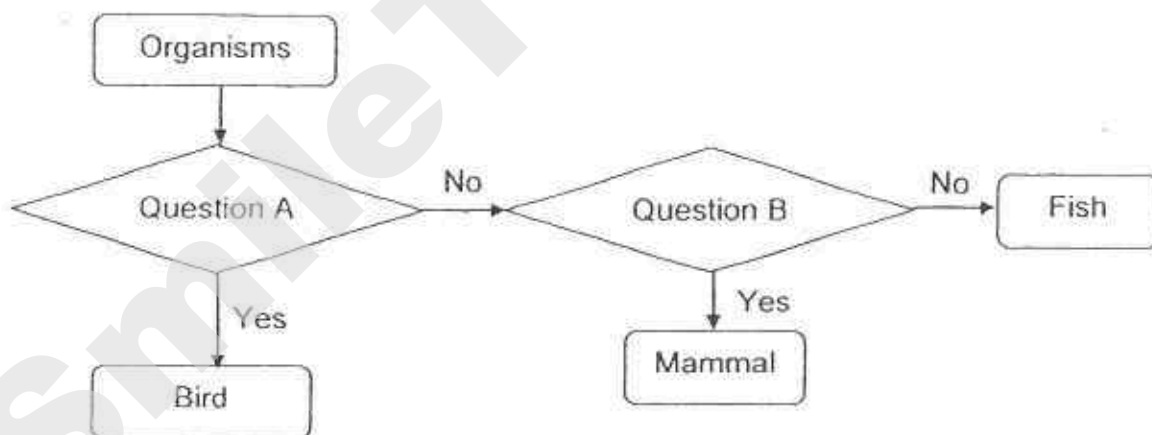 Organisms
Question A
No
Question B
No
Fish
Yes
Bird
Yes
Mammal